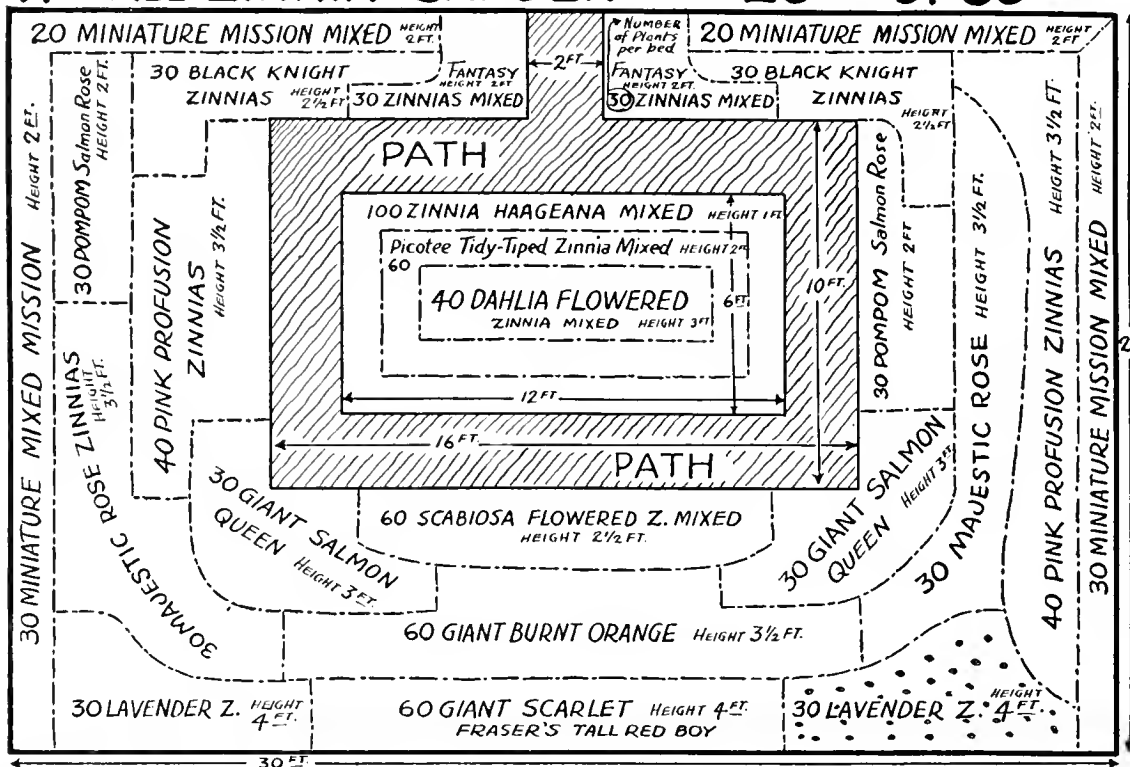 20 MINIATURE MISSION MIXED HEIGHT 2 FT.
30 BLACK KNIGHT
ZINNIAS HEIGHT 2½ FT
FANTASY
HEIGHT 2 FT
30 ZINNIAS MIXED
2 FT.
* NUMBER
of Plants
per bed
FANTASY
HEIGHT 2 FT.
30 ZINNIAS MIXED
20 MINIATURE MISSION MIXED HEIGHT 2 FT
30 BLACK KNIGHT
ZINNIAS
HEIGHT
2½ FT
30 MINIATURE MIXED MISSION HEIGHT 2 FT.
30 POMPOM Salmon Rose
HEIGHT 2 FT.
40 PINK PROFUSION
ZINNIAS
HEIGHT 3½ FT.
30 MAJESTIC ROSE ZINNIAS
HEIGHT
3½ FT.
PATH
100 ZINNIA HAAGEANA MIXED HEIGHT 1 FT
Picotee Tidy-Tiped Zinnia Mixed HEIGHT 2 FT.
60
40 DAHLIA FLOWERED
ZINNIA MIXED HEIGHT 3 FT
6 FT
12 FT.
10 FT.
16 FT.
PATH
30 POMPOM Salmon Rose
HEIGHT 2 FT
30 MAJESTIC ROSE HEIGHT 3½ FT.
40 PINK PROFUSION ZINNIAS HEIGHT 3½ FT.
30 MINIATURE MISSION MIXED HEIGHT 2 FT.
30 GIANT SALMON
QUEEN HEIGHT 3 FT.
60 SCABIOSA FLOWERED Z. MIXED
HEIGHT 2½ FT.
30 GIANT SALMON
QUEEN HEIGHT 3 FT.
60 GIANT BURNT ORANGE HEIGHT 3½ FT.
30 LAVENDER Z. HEIGHT
4 FT.
60 GIANT SCARLET HEIGHT 4 FT.
FRASER'S TALL RED BOY
30 LAVENDER Z. HEIGHT
4 FT.
30 FT.